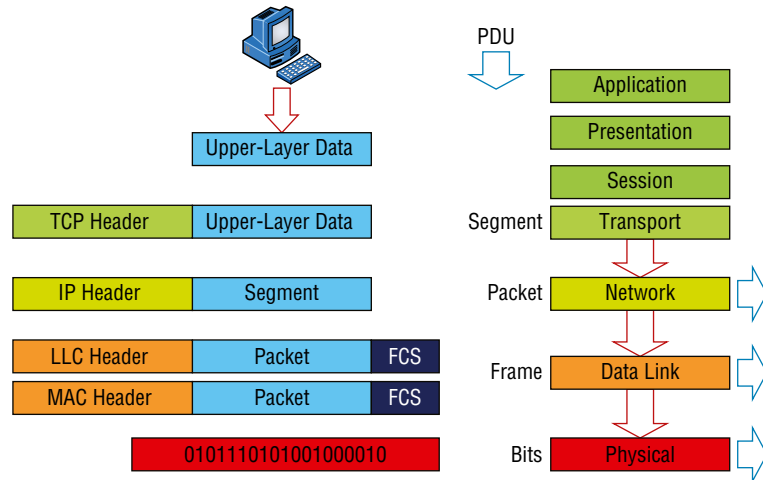 PDU
Application
Presentation
Upper-Layer Data
Session
TCP Header Upper-Layer Data
Segment Transport
IP Header Segment
Packet Network
LLC Header Packet FCS
Frame Data Link
MAC Header Packet FCS
0101110101001000010
Bits Physical